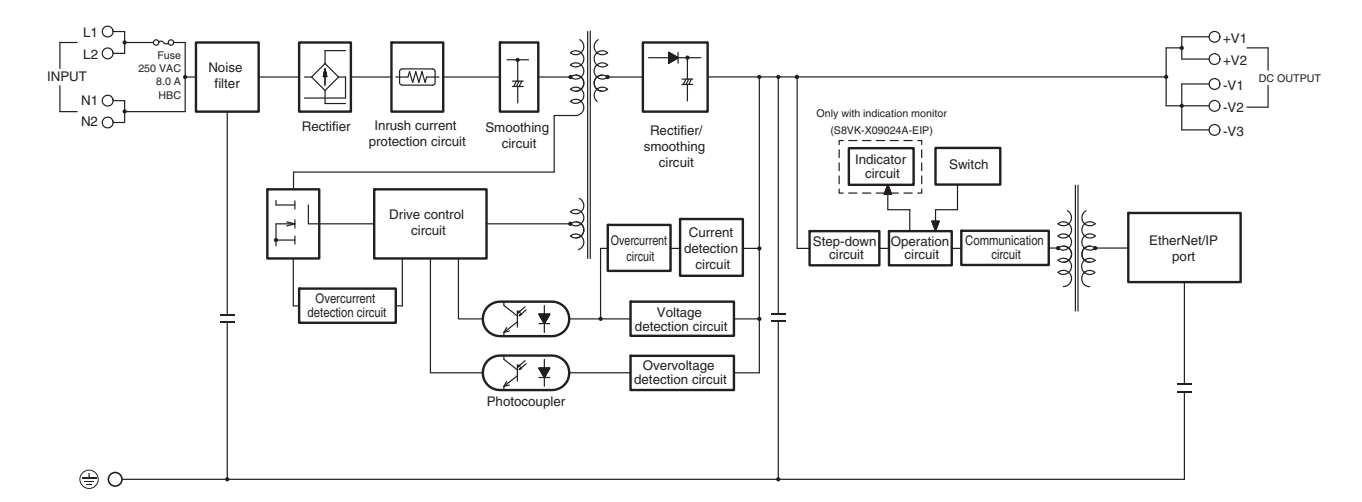 L1
L2
INPUT
N1
N2
Fuse
250 VAC
8.0 A
HBC
Noise
filter
Rectifier
Inrush current
protection circuit
Smoothing
circuit
Rectifier/
smoothing
circuit
+V1
+V2
-V1
-V2
-V3
DC OUTPUT
Only with indication monitor
(S8VK-X09024A-EIP)
Indicator
circuit
Switch
Drive control
circuit
Overcurrent
circuit
Current
detection
circuit
Step-down
circuit
Operation
circuit
Communication
circuit
EtherNet/IP
port
Overcurrent
detection circuit
Voltage
detection circuit
Overvoltage
detection circuit
Photocoupler